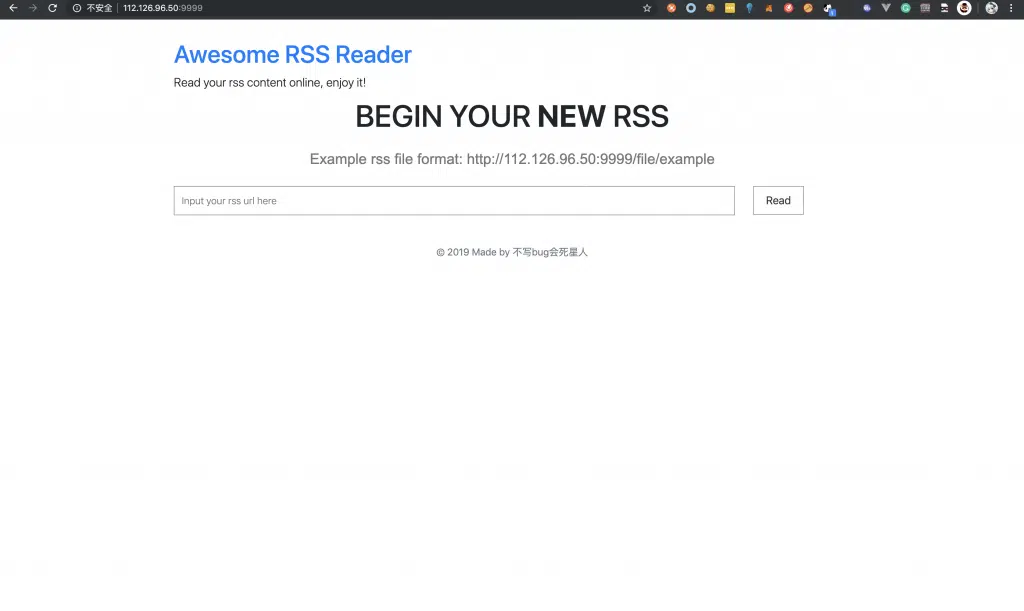 不安全 | 112.126.96.50:9999
Awesome RSS Reader
Read your rss content online, enjoy it!
BEGIN YOUR NEW RSS
Example rss file format: http://112.126.96.50:9999/file/example
Input your rss url here
Read
© 2019 Made by 不写bug会死星人